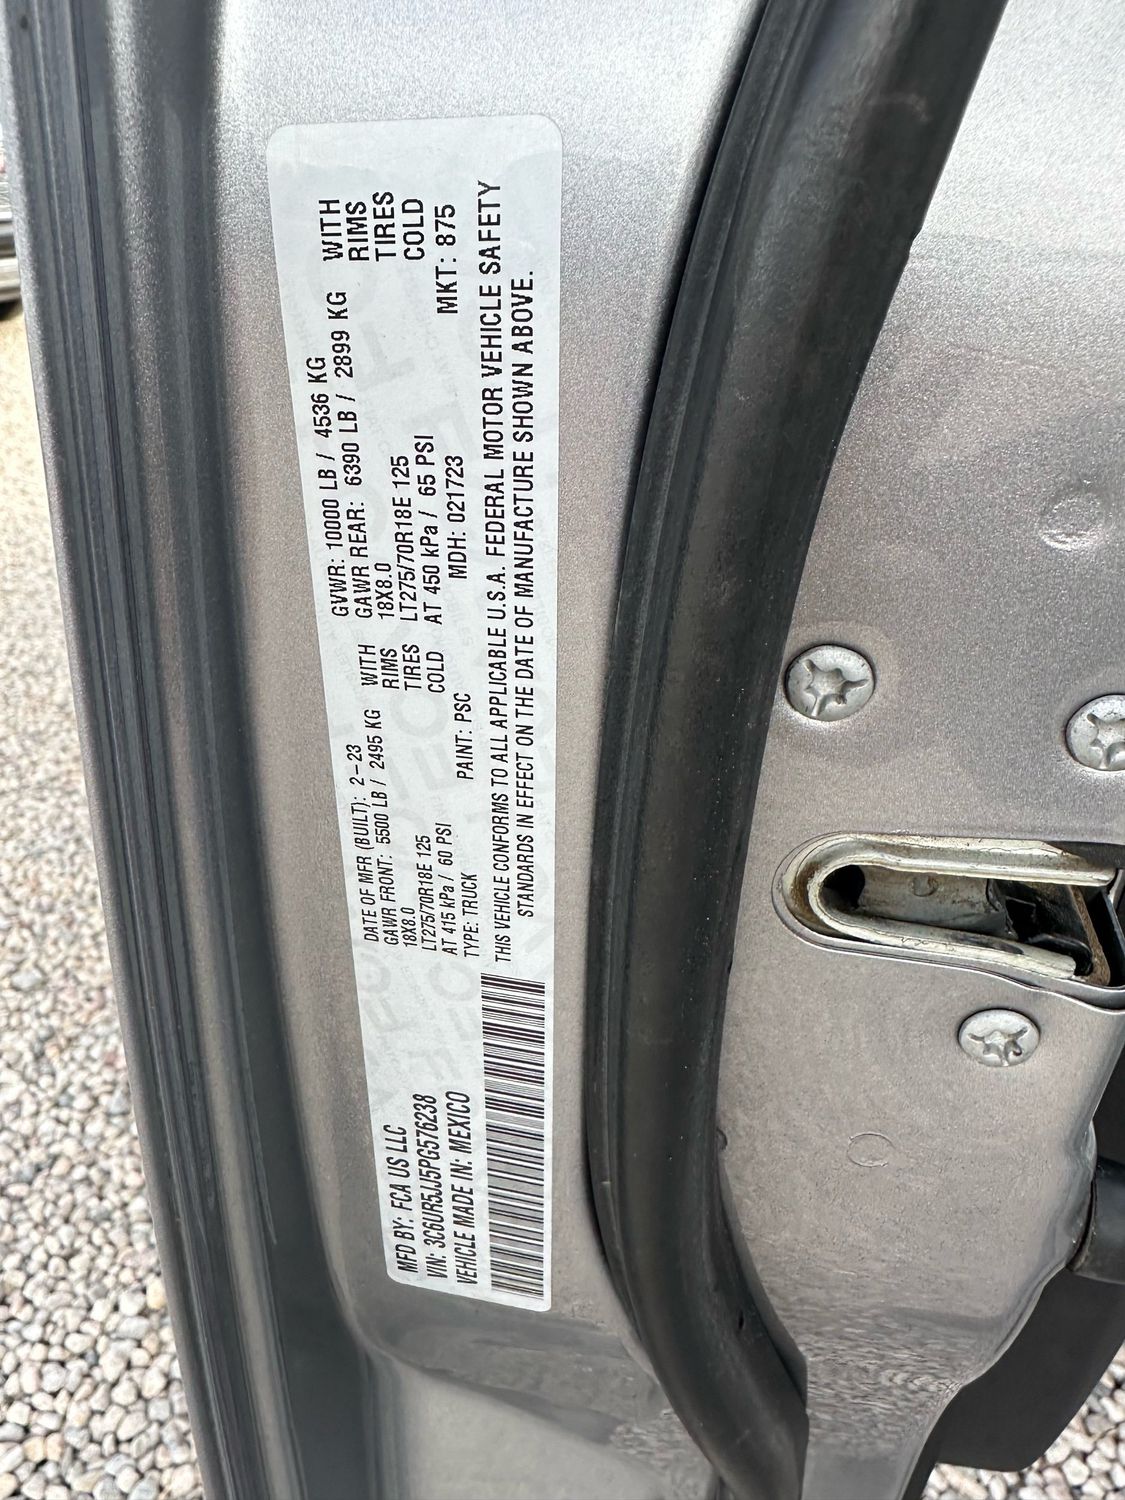 MFD BY: FCA US LLC
DATE OF MFR (BUILT): 2-23
GVWR: 10000 LB / 4536 KG
VIN: 3C6UR5JJ5PG576238
GAWR FRONT: 5500 LB / 2495 KG WITH
GAWR REAR: 6390 LB / 2899 KG WITH
VEHICLE MADE IN: MEXICO
18X8.0 RIMS
18X8.0 RIMS
LT275/70R18E 125 TIRES
LT275/70R18E 125 TIRES
AT 415 kPa / 60 PSI COLD
AT 450 kPa / 65 PSI COLD
TYPE: TRUCK PAINT: PSC MDH: 021723 MKT: 875
THIS VEHICLE CONFORMS TO ALL APPLICABLE U.S.A. FEDERAL MOTOR VEHICLE SAFETY
STANDARDS IN EFFECT ON THE DATE OF MANUFACTURE SHOWN ABOVE.